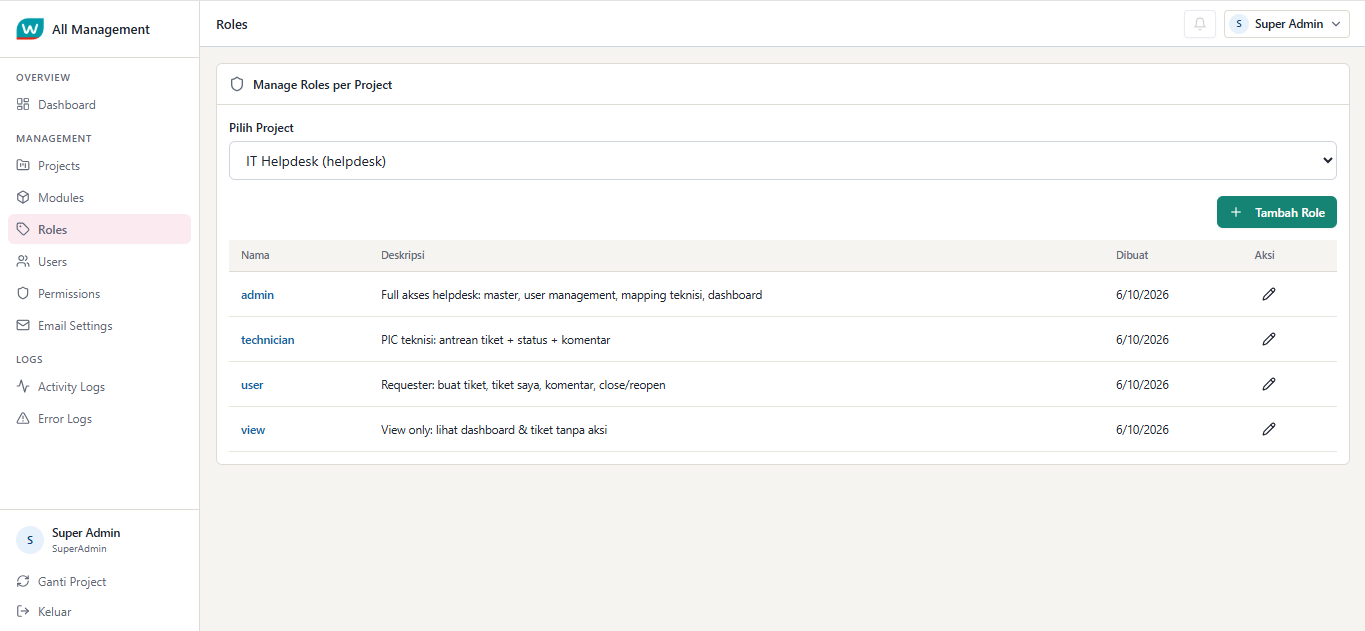 W All Management
Roles
S Super Admin
OVERVIEW
Dashboard
MANAGEMENT
Projects
Modules
Roles
Users
Permissions
Email Settings
LOGS
Activity Logs
Error Logs
S Super Admin
SuperAdmin
Ganti Project
Keluar
Manage Roles per Project
Pilih Project
IT Helpdesk (helpdesk)
+ Tambah Role
Nama Deskripsi Dibuat Aksi
admin Full akses helpdesk: master, user management, mapping teknisi, dashboard 6/10/2026
technician PIC teknisi: antrean tiket + status + komentar 6/10/2026
user Requester: buat tiket, tiket saya, komentar, close/reopen 6/10/2026
view View only: lihat dashboard & tiket tanpa aksi 6/10/2026